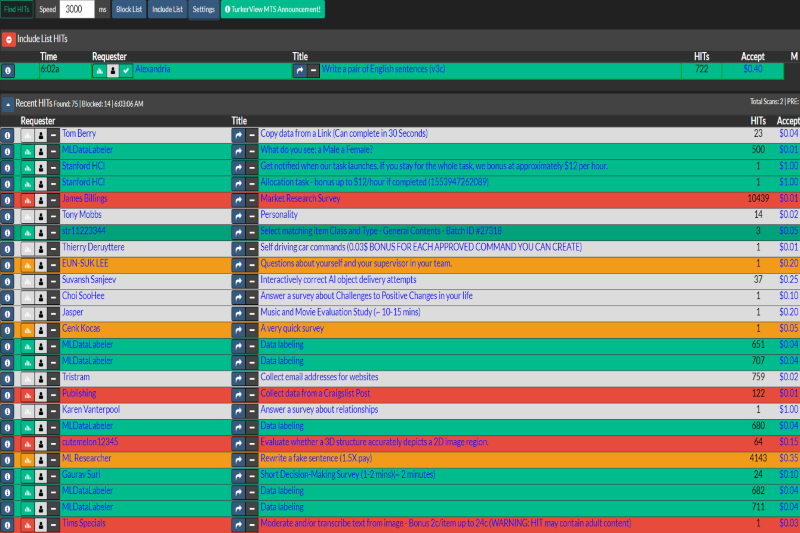 Find HITs Speed 3000 ms Block List Include List Settings TurkerView MTS Announcement!
Include List HITs
Time Requester Title HITs Accept M
6:02a Alexandria Write a pair of English sentences (v3c) 722 $0.40
Recent HITs Found: 75 | Blocked: 14 | 6:03:06 AM Total Scans: 2 | PRE:
Requester Title HITs Accept
Tom Berry Copy data from a Link (Can complete in 30 Seconds) 23 $0.04
MLDataLabeler What do you see: a Male a Female? 500 $0.01
Stanford HCI Get notified when our task launches. If you stay for the whole task, we bonus at approximately $12 per hour. 1 $1.00
Stanford HCI Allocation task - bonus up to $12/hour if completed (1553947262089) 1 $1.00
James Billings Market Research Survey 10439 $0.01
Tony Mobbs Personality 14 $0.02
str11223344 Select matching item Class and Type - General Contents - Batch ID #27318 3 $0.05
Thierry Deruyttere Self driving car commands (0.03$ BONUS FOR EACH APPROVED COMMAND YOU CAN CREATE) 1 $0.01
EUN-SUK LEE Questions about yourself and your supervisor in your team. 1 $0.20
Suvansh Sanjeev Interactively correct AI object delivery attempts 37 $0.25
Choi SooHee Answer a survey about Challenges to Positive Changes in your life 1 $0.10
Jasper Music and Movie Evaluation Study (~ 10-15 mins) 1 $0.20
Cenk Kocas A very quick survey 1 $0.05
MLDataLabeler Data labeling 651 $0.04
MLDataLabeler Data labeling 707 $0.04
Tristram Collect email addresses for websites 759 $0.02
Publishing Collect data from a Craigslist Post 122 $0.01
Karen Vanterpool Answer a survey about relationships 1 $1.00
MLDataLabeler Data labeling 680 $0.04
cutemelon12345 Evaluate whether a 3D structure accurately depicts a 2D image region. 64 $0.15
ML Researcher Rewrite a fake sentence (1.5X pay) 4143 $0.35
Gaurav Suri Short Decision-Making Survey (1-2 mins)(~ 2 minutes) 24 $0.10
MLDataLabeler Data labeling 682 $0.04
MLDataLabeler Data labeling 711 $0.04
Tims Specials Moderate and/or transcribe text from image - Bonus 2c/item up to 24c (WARNING: HIT may contain adult content) 1 $0.03